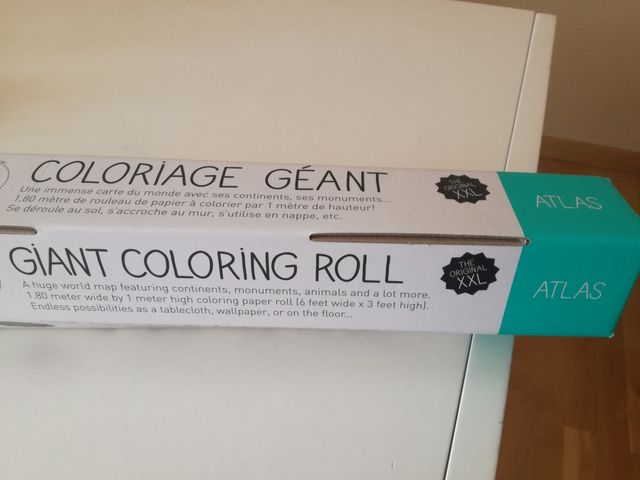 COLORIAGE GÉANT
Une immense carte du monde avec ses continents, ses monuments...
1,80 mètre de rouleau de papier à colorier par 1 mètre de hauteur!
Se déroule au sol, s'accroche au mur, s'utilise en nappe, etc.
THE
ORIGINAL
XXL
ATLAS
GIANT COLORING ROLL
A huge world map featuring continents, monuments, animals and a lot more.
1.80 meter wide by 1 meter high coloring paper roll (6 feet wide x 3 feet high).
Endless possibilities as a tablecloth, wallpaper, or on the floor...
THE
ORIGINAL
XXL
ATLAS